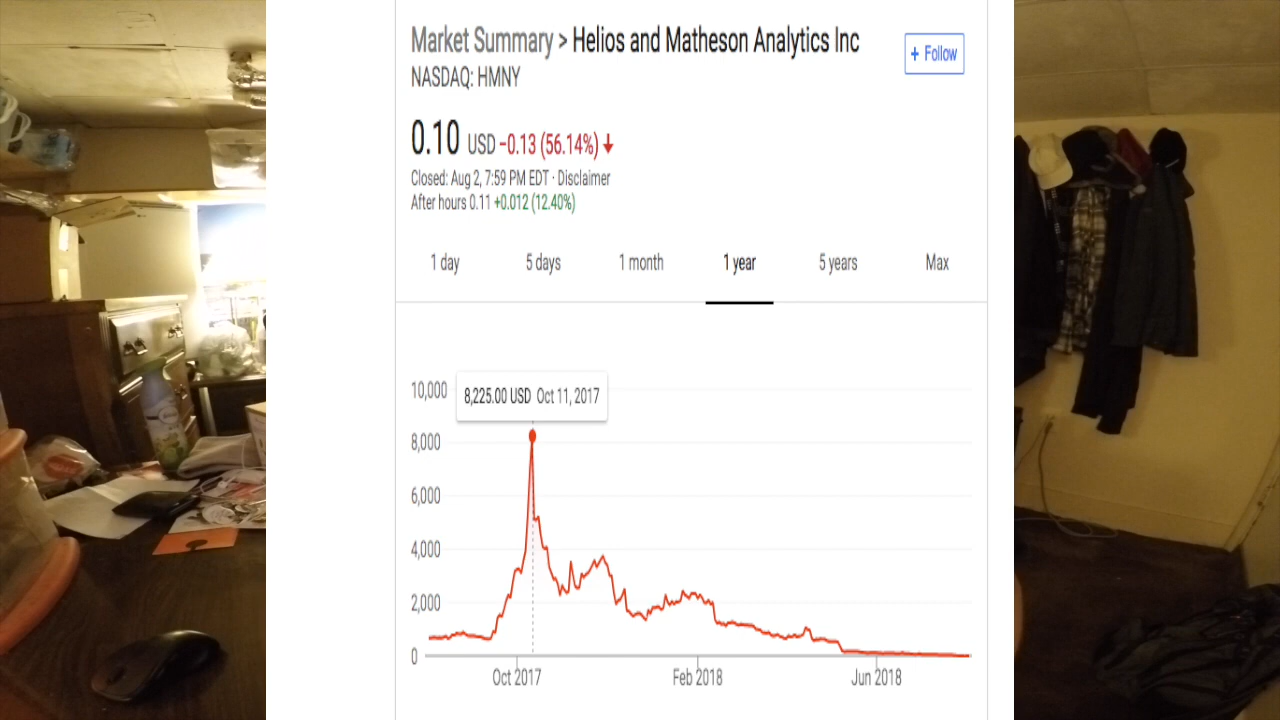 Market Summary > Helios and Matheson Analytics Inc
+ Follow
NASDAQ: HMNY
0.10 USD −0.13 (56.14%) ↓
Closed: Aug 2, 7:59 PM EDT · Disclaimer
After hours 0.11 +0.012 (12.40%)
1 day 5 days 1 month 1 year 5 years Max
8,225.00 USD Oct 11, 2017
10,000
8,000
6,000
4,000
2,000
0
Oct 2017 Feb 2018 Jun 2018